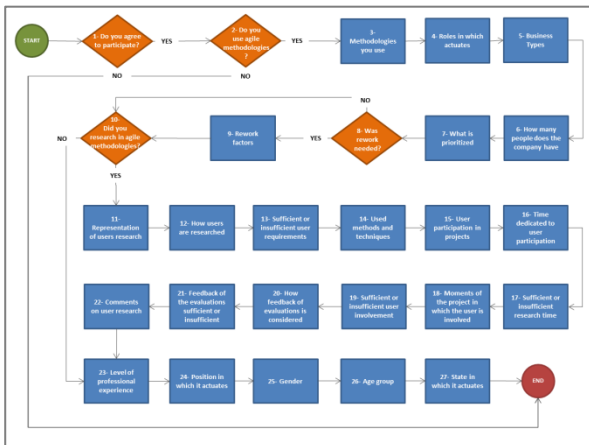 START
1- Do you agree
to participate?
YES
2- Do you
use agile
methodologies
?
YES
3-
Methodologies
you use
4- Roles in which
actuates
5- Business
Types
NO
NO
NO
10-
Did you
research in agile
methodologies?
NO
YES
9- Rework
factors
YES
8- Was
rework
needed?
7- What is
prioritized
6- How many
people does the
company have
11-
Representation
of users research
12- How users
are researched
13- Sufficient or
insufficient user
requirements
14- Used
methods and
techniques
15- User
participation in
projects
16- Time
dedicated to
user
participation
22- Comments
on user research
21- Feedback of
the evaluations
sufficient or
insufficient
20- How
feedback of
evaluations is
considered
19- Sufficient or
insufficient user
involvement
18- Moments of
the project in
which the user is
involved
17- Sufficient or
insufficient
research time
23- Level of
professional
experience
24- Position in
which it actuates
25- Gender
26- Age group
27- State in
which it actuates
END